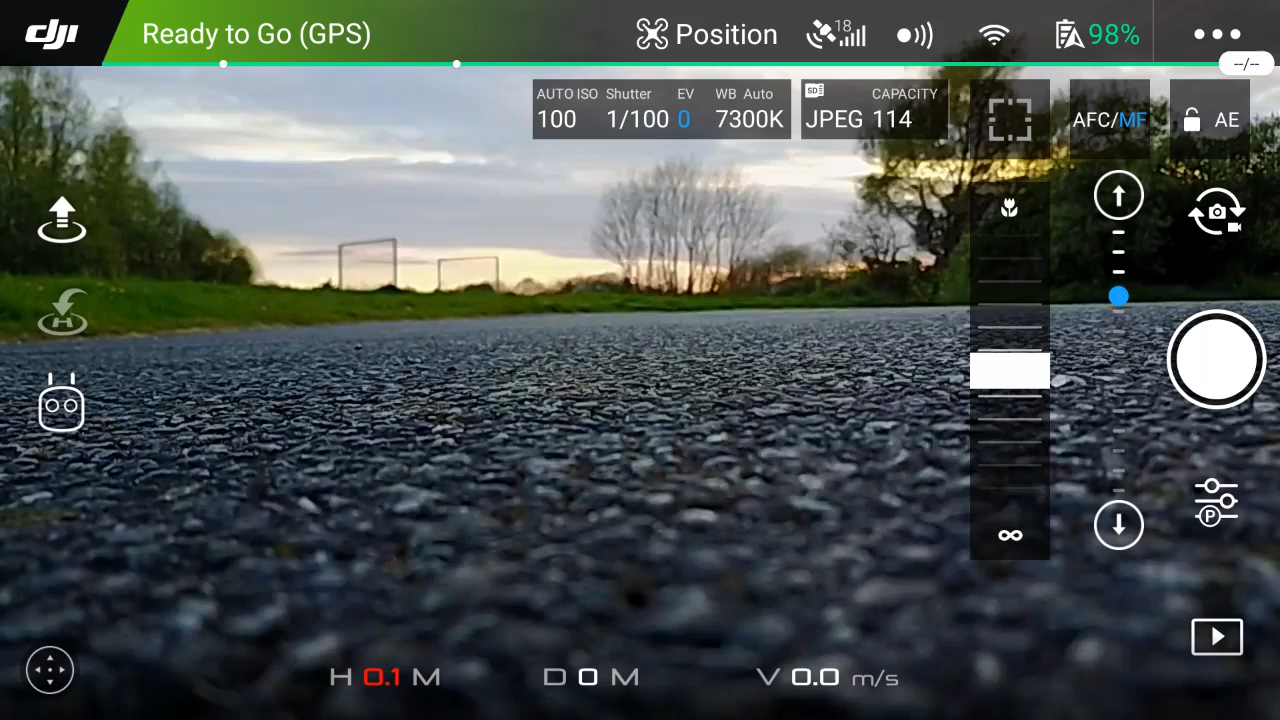 dji Ready to Go (GPS) Position 18 98%
--/--
AUTO ISO Shutter EV WB Auto SD CAPACITY
100 1/100 0 7300K JPEG 114 AFC/MF AE
H
P
H 0.1 M D 0 M V 0.0 m/s